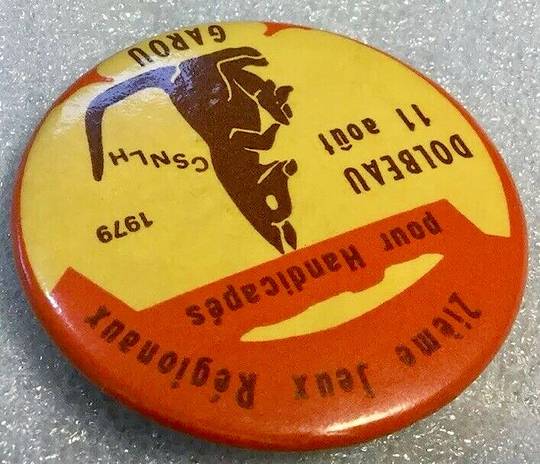 2ième Jeux Régionaux
pour Handicapés
DOLBEAU
11 août
1979
CSNLH
GAROU